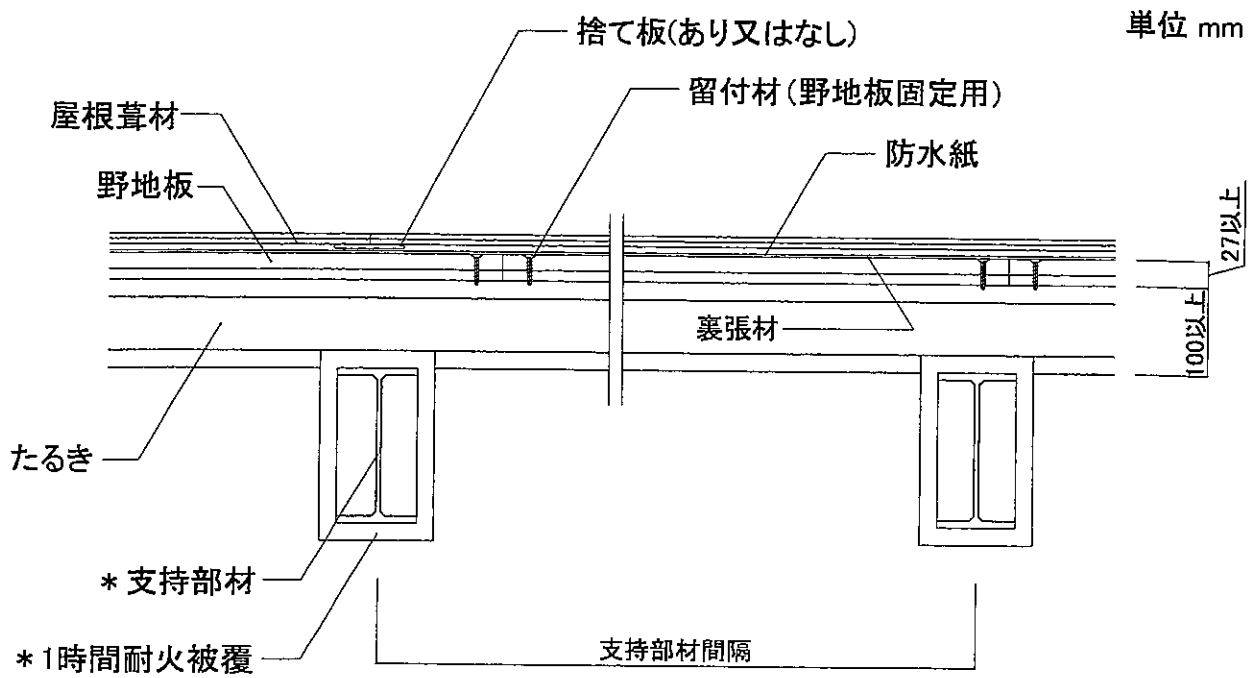 単位 mm
捨て板(あり又はなし)
留付材(野地板固定用)
屋根葺材
防水紙
野地板
27以上
裏張材
100以上
たるき
*支持部材
*1時間耐火被覆
支持部材間隔